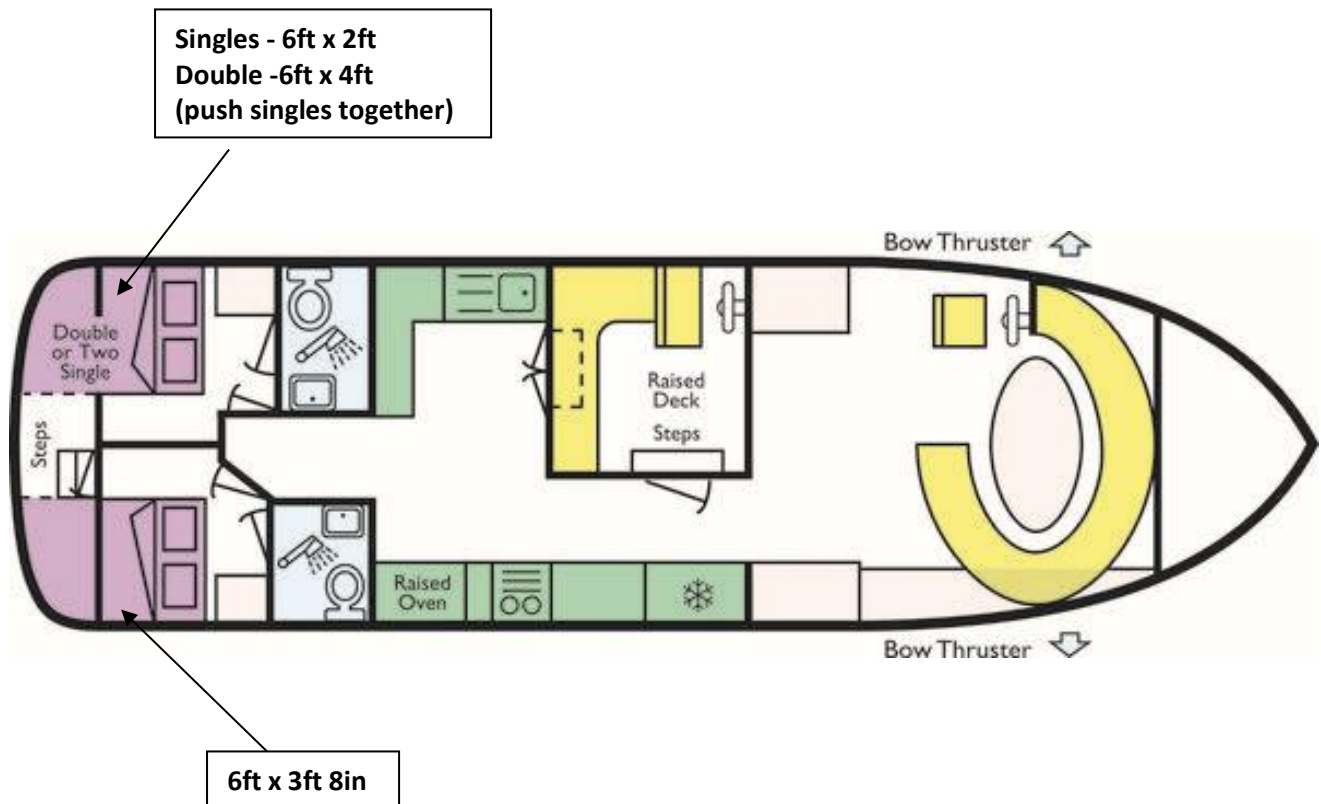 Singles - 6ft x 2ft
Double -6ft x 4ft
(push singles together)
Bow Thruster
Double
or Two
Single
Steps
Raised
Deck
Steps
Raised
Oven
Bow Thruster
6ft x 3ft 8in